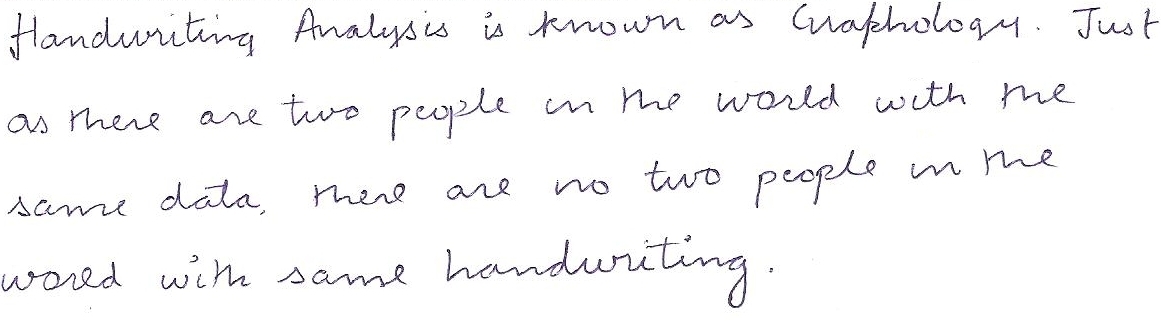 Handwriting Analysis is known as Graphology. Just
as there are two people in the world with the
same data, there are no two people in the
world with same handwriting.